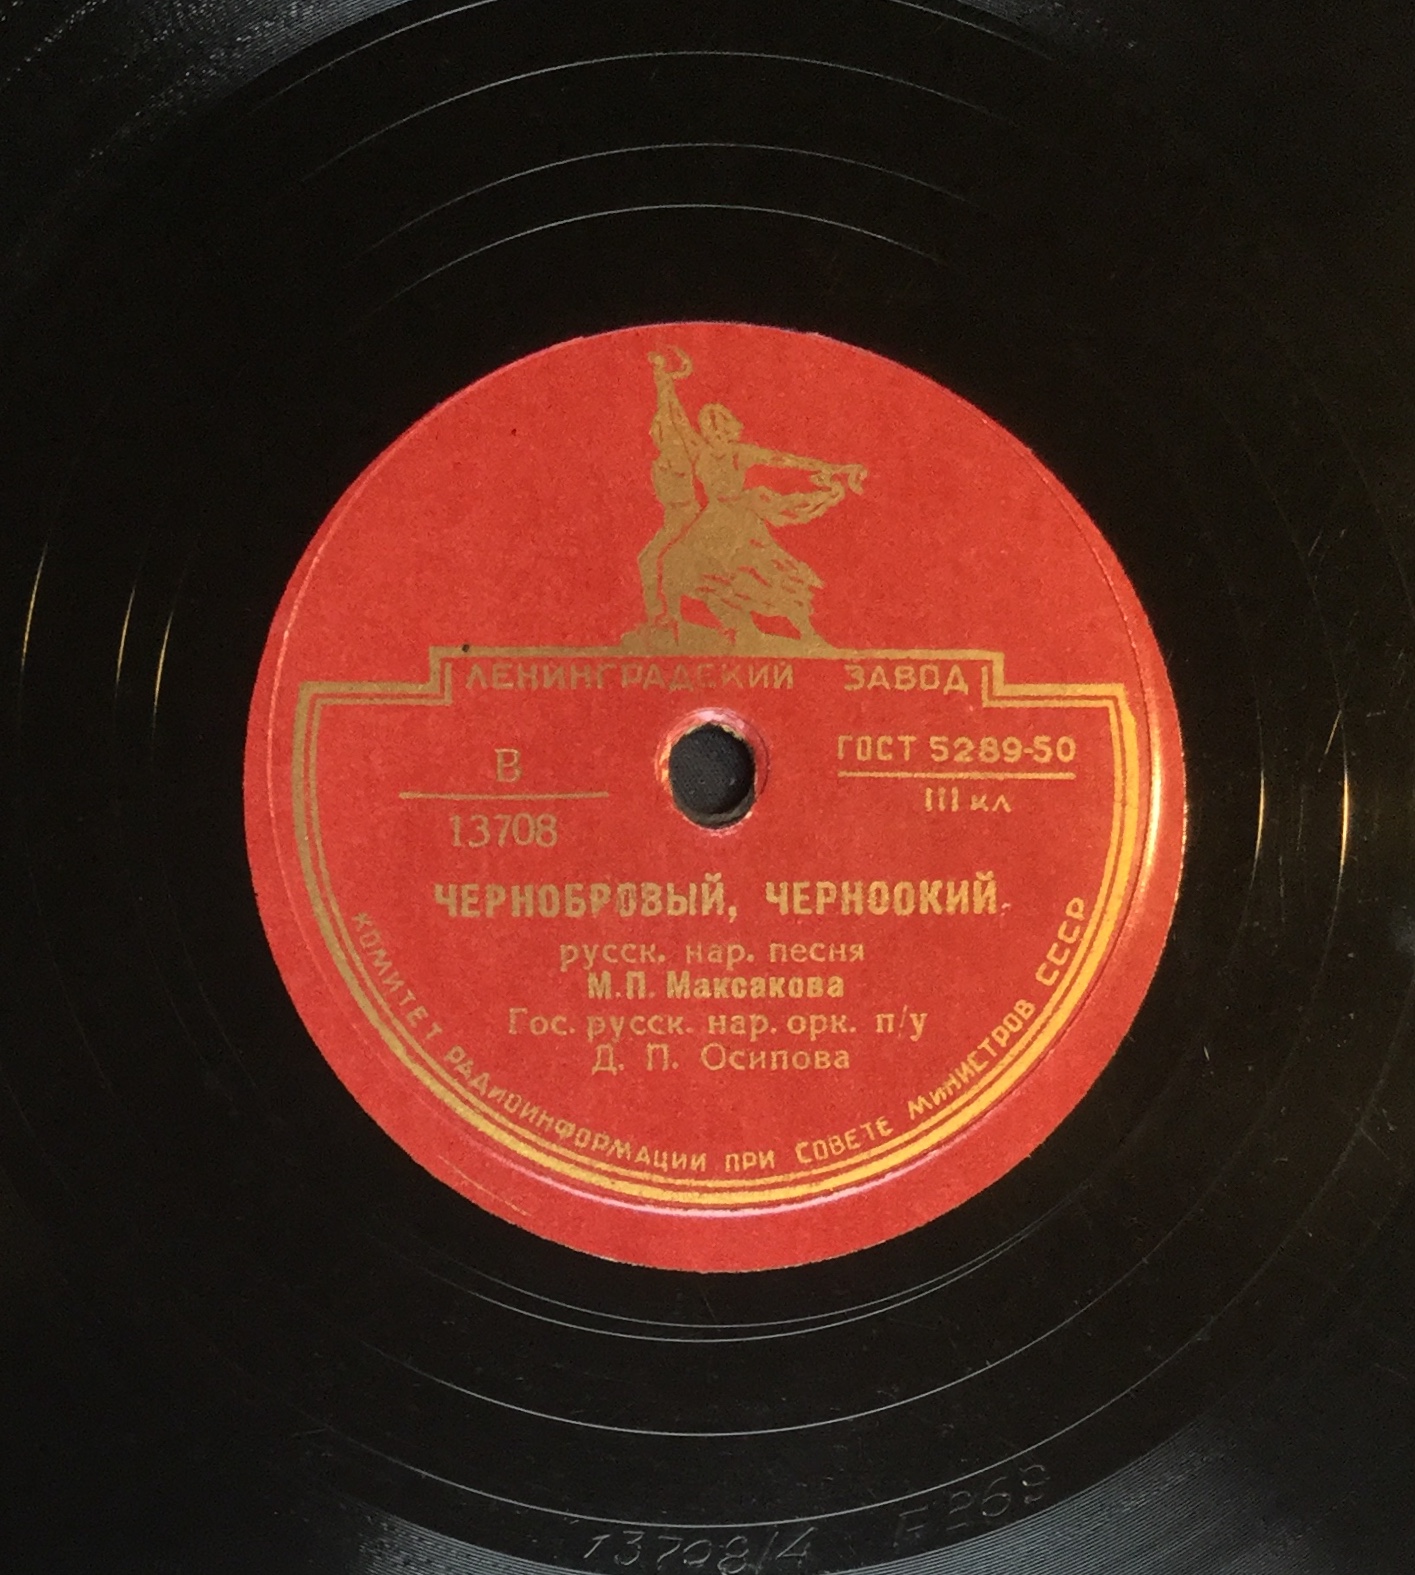 ЛЕНИНГРАДСКИЙ ЗАВОД
В
13708
ГОСТ 5289-50
III кл
ЧЕРНОБРОВЫЙ, ЧЕРНООКИЙ
русск. нар. песня
М.П. Максакова
Гос. русск. нар. орк. п/у
Д. П. Осипова
КОМИТЕТ РАДИОИНФОРМАЦИИ ПРИ СОВЕТЕ МИНИСТРОВ СССР
13708/4